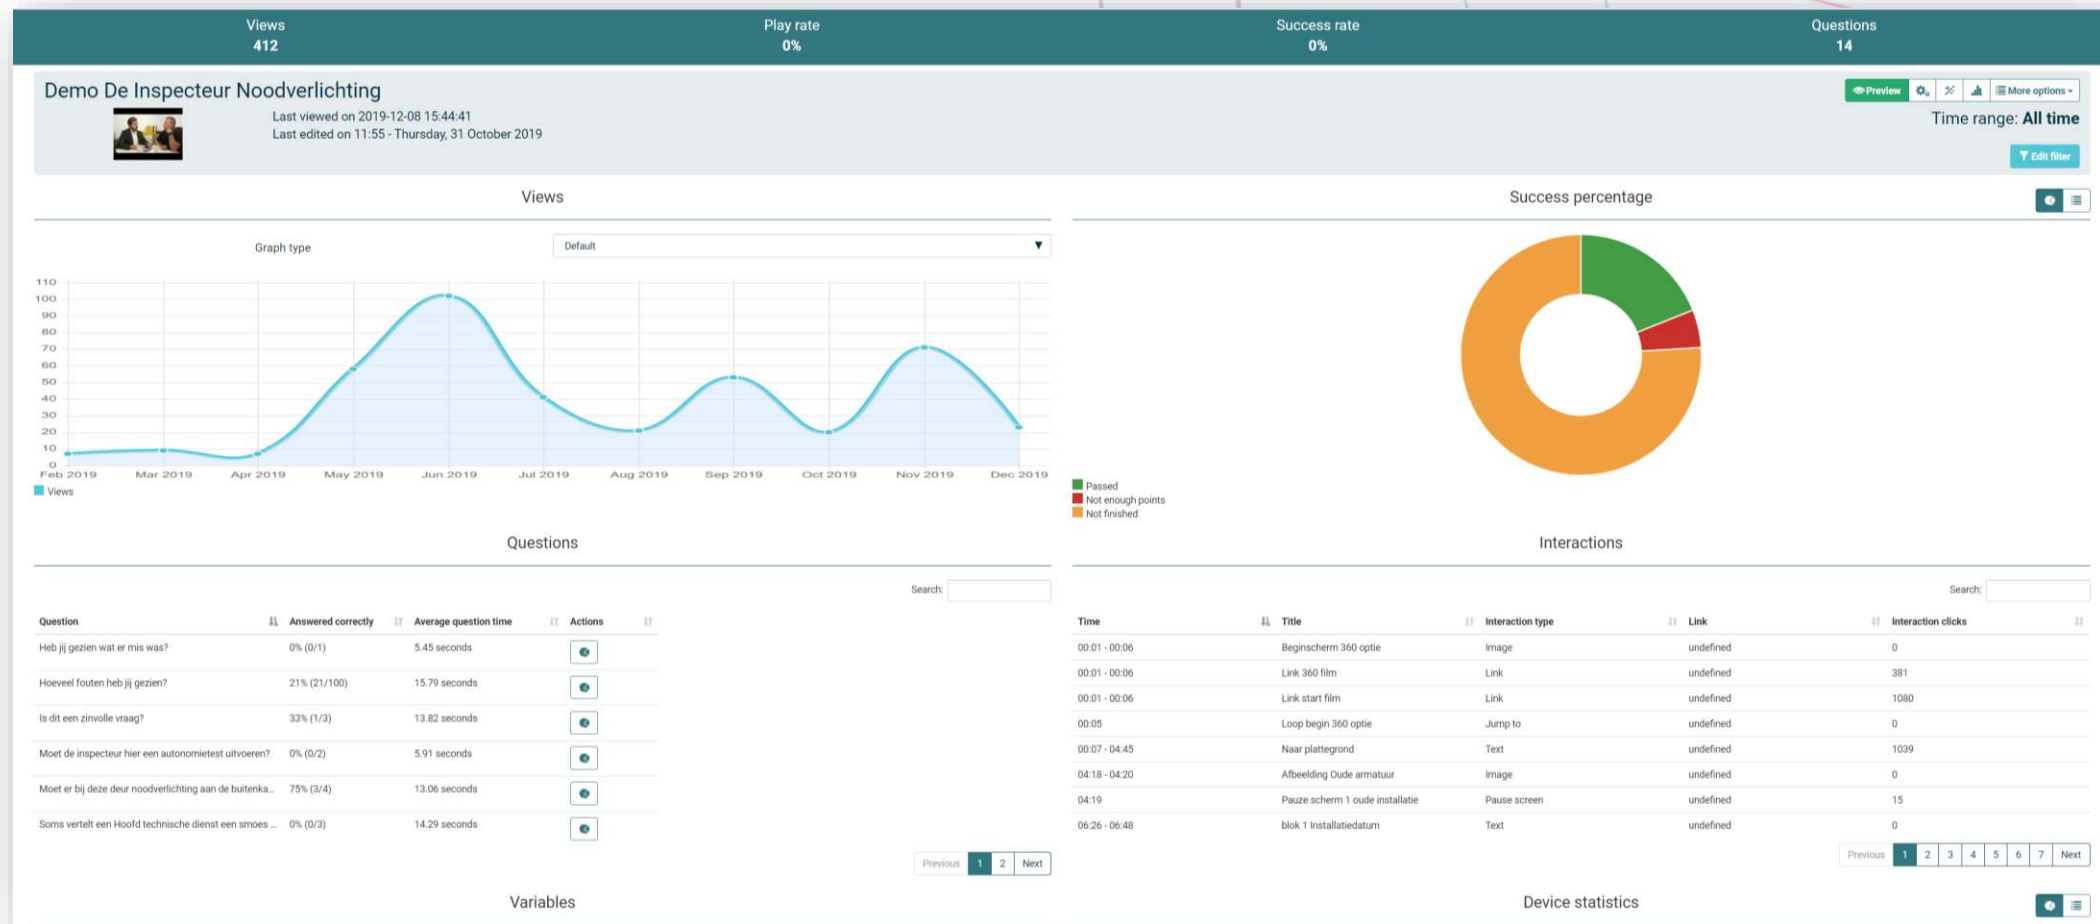 Views Play rate Success rate Questions
412 0% 0% 14
Demo De Inspecteur Noodverlichting
Last viewed on 2019-12-08 15:44:41
Last edited on 11:55 - Thursday, 31 October 2019
Preview More options
Time range: All time
Edit filter
Views
Graph type Default
110
100
90
80
70
60
50
40
30
20
10
0
Feb 2019 Mar 2019 Apr 2019 May 2019 Jun 2019 Jul 2019 Aug 2019 Sep 2019 Oct 2019 Nov 2019 Dec 2019
Views
Success percentage
Passed
Not enough points
Not finished
Questions
Search:
Question Answered correctly Average question time Actions
Heb jij gezien wat er mis was? 0% (0/1) 5.45 seconds
Hoeveel fouten heb jij gezien? 21% (21/100) 15.79 seconds
Is dit een zinvolle vraag? 33% (1/3) 13.82 seconds
Moet de inspecteur hier een autonomietest uitvoeren? 0% (0/2) 5.91 seconds
Moet er bij deze deur noodverlichting aan de buitenka... 75% (3/4) 13.06 seconds
Soms vertelt een Hoofd technische dienst een smoes ... 0% (0/3) 14.29 seconds
Previous 1 2 Next
Interactions
Search:
Time Title Interaction type Link Interaction clicks
00:01 - 00:06 Beginscherm 360 optie Image undefined 0
00:01 - 00:06 Link 360 film Link undefined 381
00:01 - 00:06 Link start film Link undefined 1080
00:05 Loop begin 360 optie Jump to undefined 0
00:07 - 04:45 Naar plattegrond Text undefined 1039
04:18 - 04:20 Afbeelding Oude armatuur Image undefined 0
04:19 Pauze scherm 1 oude installatie Pause screen undefined 15
06:26 - 06:48 blok 1 Installatiedatum Text undefined 0
Previous 1 2 3 4 5 6 7 Next
Variables
Device statistics